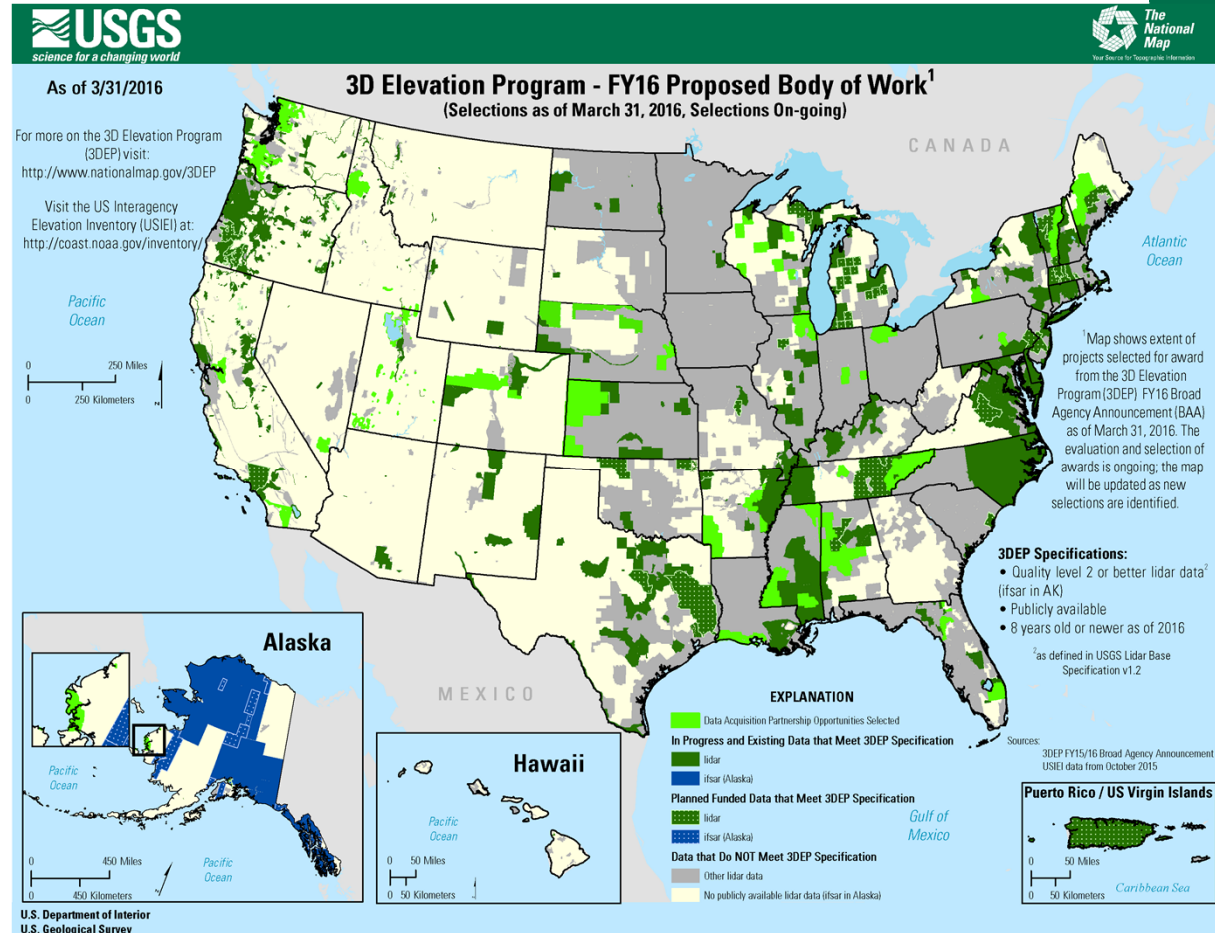 USGS
science for a changing world
The
National
Map
Your Source for Topographic Information
As of 3/31/2016
3D Elevation Program - FY16 Proposed Body of Work¹
(Selections as of March 31, 2016, Selections On-going)
For more on the 3D Elevation Program
(3DEP) visit:
http://www.nationalmap.gov/3DEP
Visit the US Interagency
Elevation Inventory (USIEI) at:
http://coast.noaa.gov/inventory/
CANADA
Atlantic
Ocean
Pacific
Ocean
0 250 Miles
0 250 Kilometers
N
¹Map shows extent of
projects selected for award
from the 3D Elevation
Program (3DEP) FY16 Broad
Agency Announcement (BAA)
as of March 31, 2016. The
evaluation and selection of
awards is ongoing; the map
will be updated as new
selections are identified.
3DEP Specifications:
• Quality level 2 or better lidar data²
(ifsar in AK)
• Publicly available
• 8 years old or newer as of 2016
²as defined in USGS Lidar Base
Specification v1.2
MEXICO
Alaska
Pacific
Ocean
Pacific
Ocean
0 450 Miles
0 450 Kilometers
Hawaii
Pacific
Ocean
0 50 Miles
0 50 Kilometers
EXPLANATION
Data Acquisition Partnership Opportunities Selected
In Progress and Existing Data that Meet 3DEP Specification
lidar
ifsar (Alaska)
Planned Funded Data that Meet 3DEP Specification
lidar
ifsar (Alaska)
Data that Do NOT Meet 3DEP Specification
Other lidar data
No publicly available lidar data (ifsar in Alaska)
Gulf of
Mexico
Sources:
3DEP FY15/16 Broad Agency Announcement
USIEI data from October 2015
Puerto Rico / US Virgin Islands
0 50 Miles
0 50 Kilometers
Caribbean Sea
U.S. Department of Interior
U.S. Geological Survey